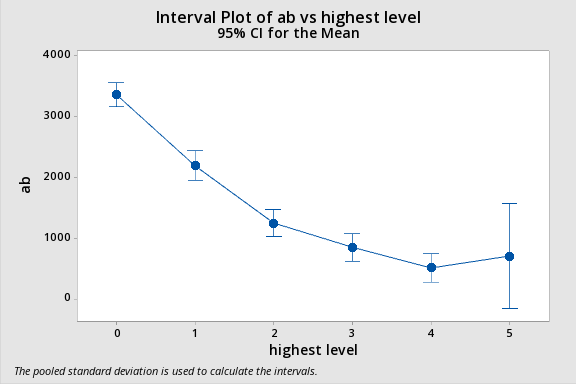 Interval Plot of ab vs highest level
95% CI for the Mean
4000
3000
2000
1000
0
ab
0 1 2 3 4 5
highest level
The pooled standard deviation is used to calculate the intervals.